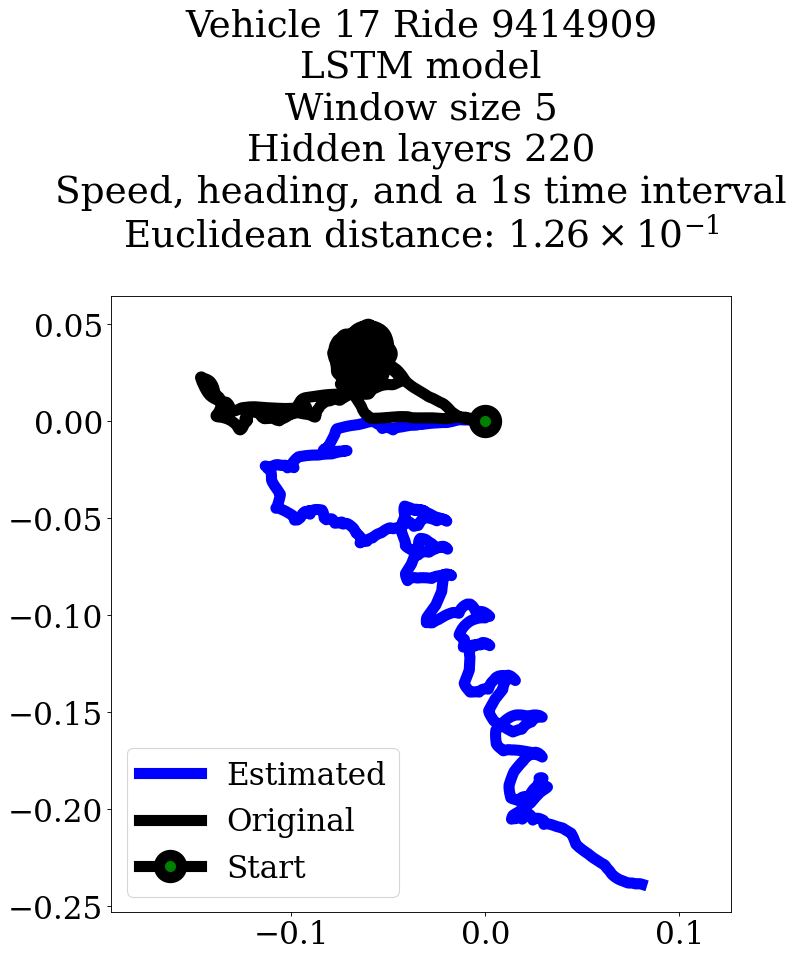 Vehicle 17 Ride 9414909
LSTM model
Window size 5
Hidden layers 220
Speed, heading, and a 1s time interval
Euclidean distance: 1.26 × 10⁻¹
0.05
0.00
−0.05
−0.10
−0.15
−0.20
−0.25
Estimated
Original
Start
−0.1
0.0
0.1